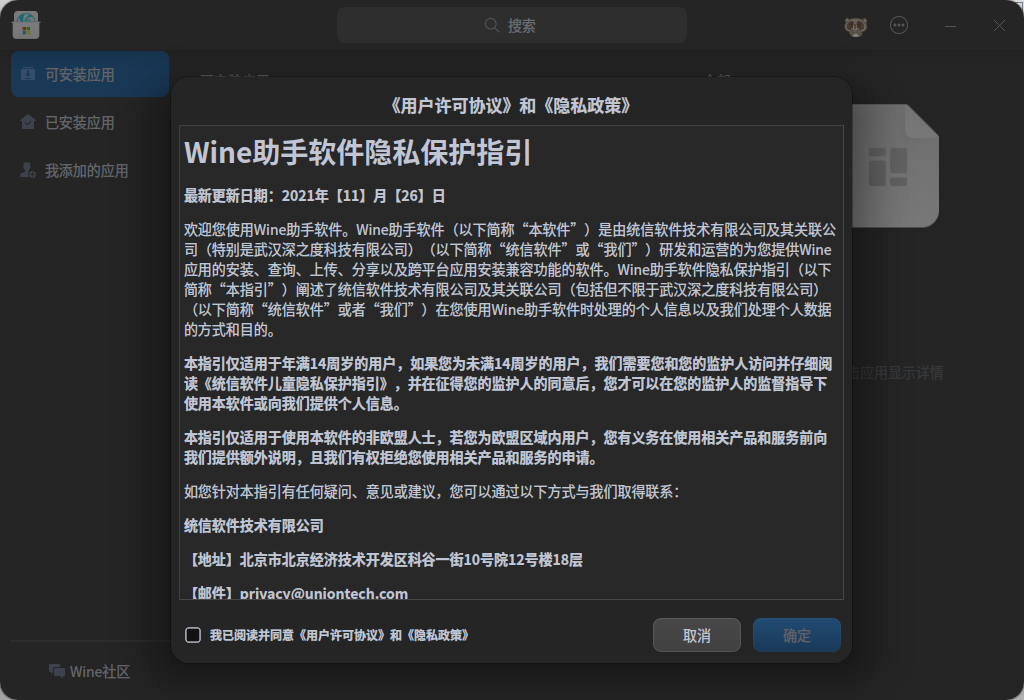 搜索
可安装应用
已安装应用
我添加的应用
《用户许可协议》和《隐私政策》
Wine助手软件隐私保护指引
最新更新日期：2021年【11】月【26】日
欢迎您使用Wine助手软件。Wine助手软件（以下简称“本软件”）是由统信软件技术有限公司及其关联公
司（特别是武汉深之度科技有限公司）（以下简称“统信软件”或“我们”）研发和运营的为您提供Wine
应用的安装、查询、上传、分享以及跨平台应用安装兼容功能的软件。Wine助手软件隐私保护指引（以下
简称“本指引”）阐述了统信软件技术有限公司及其关联公司（包括但不限于武汉深之度科技有限公司）
（以下简称“统信软件”或者“我们”）在您使用Wine助手软件时处理的个人信息以及我们处理个人数据
的方式和目的。
本指引仅适用于年满14周岁的用户，如果您为未满14周岁的用户，我们需要您和您的监护人访问并仔细阅
读《统信软件儿童隐私保护指引》，并在征得您的监护人的同意后，您才可以在您的监护人的监督指导下
使用本软件或向我们提供个人信息。
本指引仅适用于使用本软件的非欧盟人士，若您为欧盟区域内用户，您有义务在使用相关产品和服务前向
我们提供额外说明，且我们有权拒绝您使用相关产品和服务的申请。
如您针对本指引有任何疑问、意见或建议，您可以通过以下方式与我们取得联系：
统信软件技术有限公司
【地址】北京市北京经济技术开发区科谷一街10号院12号楼18层
【邮件】privacy@uniontech.com
应用显示详情
我已阅读并同意《用户许可协议》和《隐私政策》
取消
确定
Wine社区